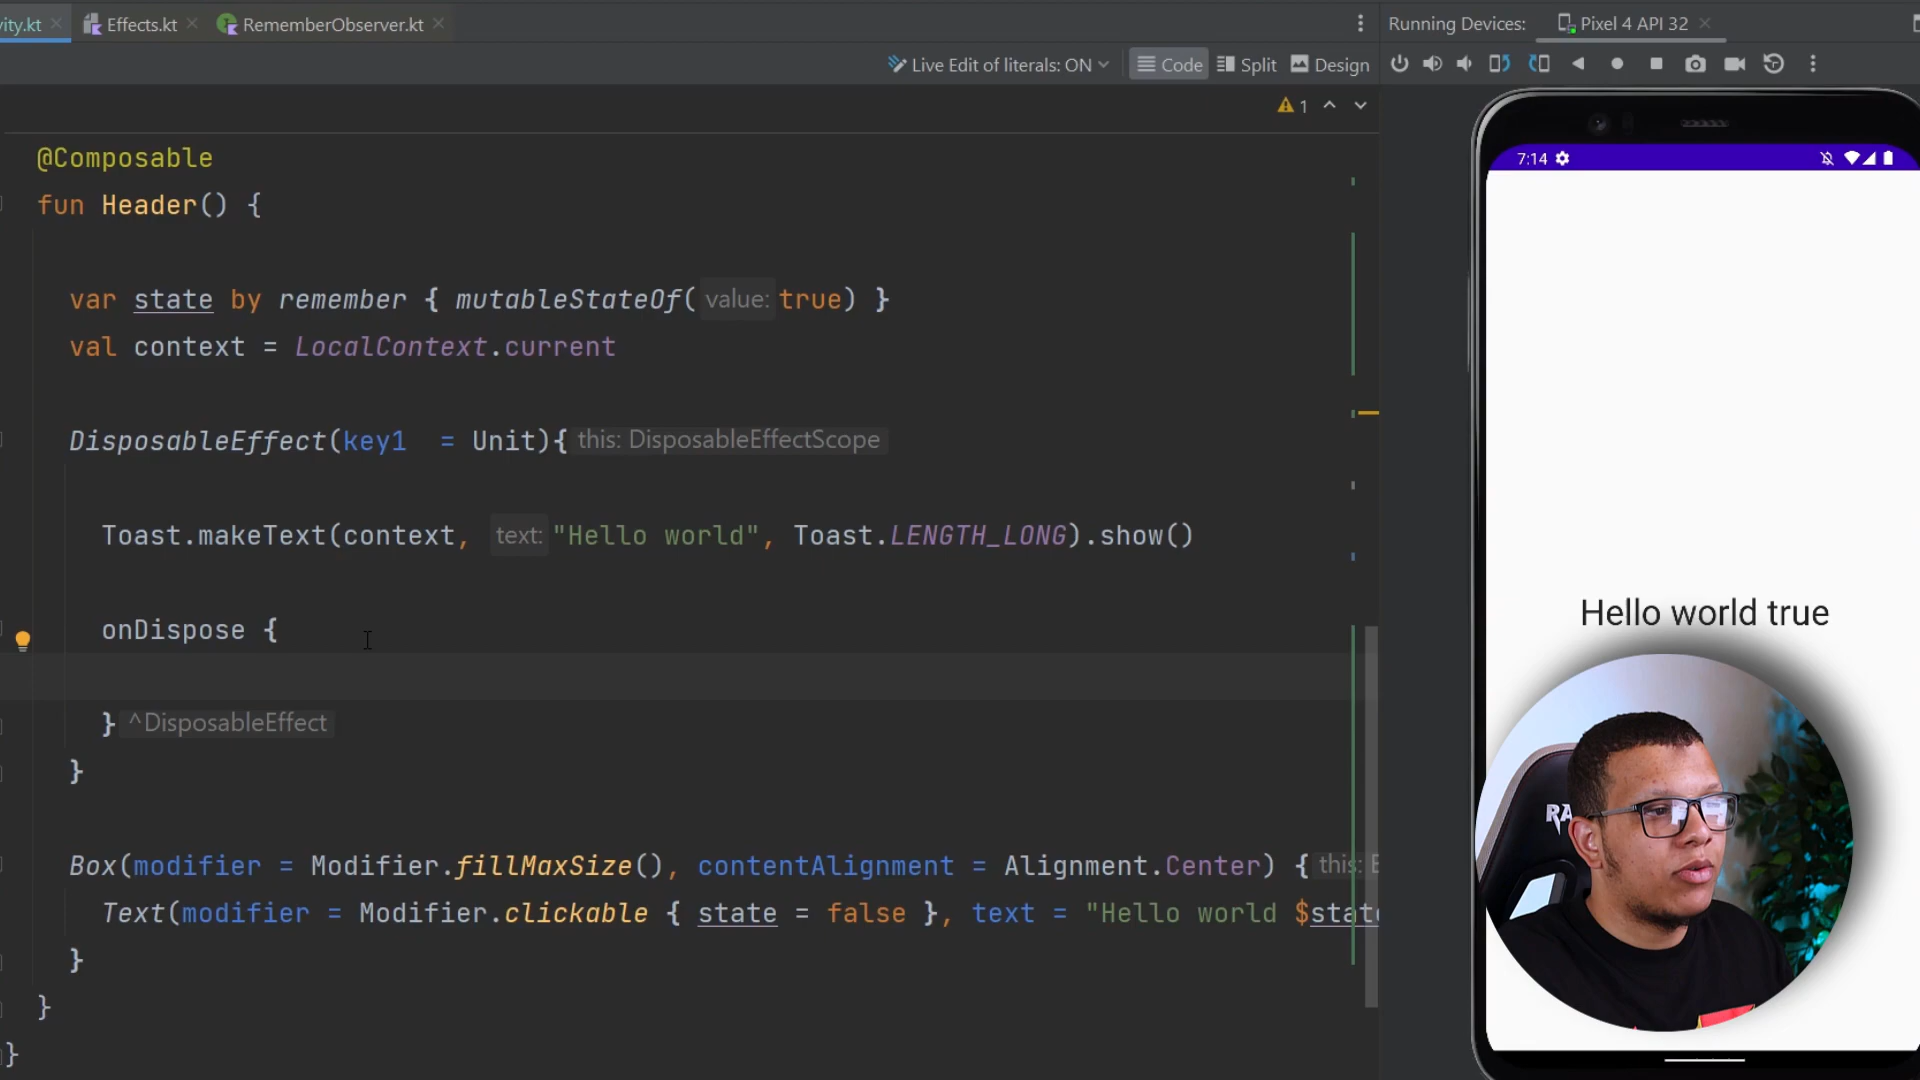 ity.kt
Effects.kt
RememberObserver.kt
Running Devices:
Pixel 4 API 32
Live Edit of literals: ON
Code
Split
Design
1
@Composable
fun Header() {
var state by remember { mutableStateOf( value: true) }
val context = LocalContext.current
DisposableEffect(key1 = Unit){ this: DisposableEffectScope
Toast.makeText(context, text: "Hello world", Toast.LENGTH_LONG).show()
onDispose {
} ^DisposableEffect
}
Box(modifier = Modifier.fillMaxSize(), contentAlignment = Alignment.Center) { this:
Text(modifier = Modifier.clickable { state = false }, text = "Hello world $state
}
}
}
7:14
Hello world true